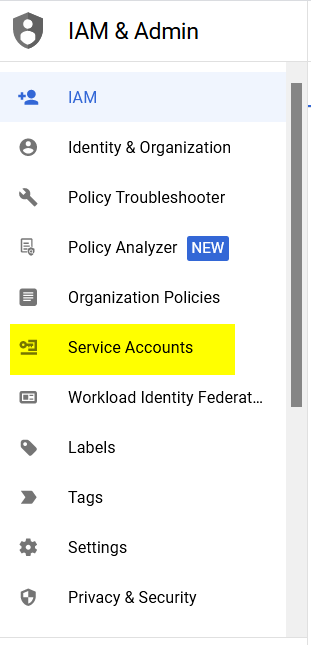 IAM & Admin
IAM
Identity & Organization
Policy Troubleshooter
Policy Analyzer NEW
Organization Policies
Service Accounts
Workload Identity Federat…
Labels
Tags
Settings
Privacy & Security